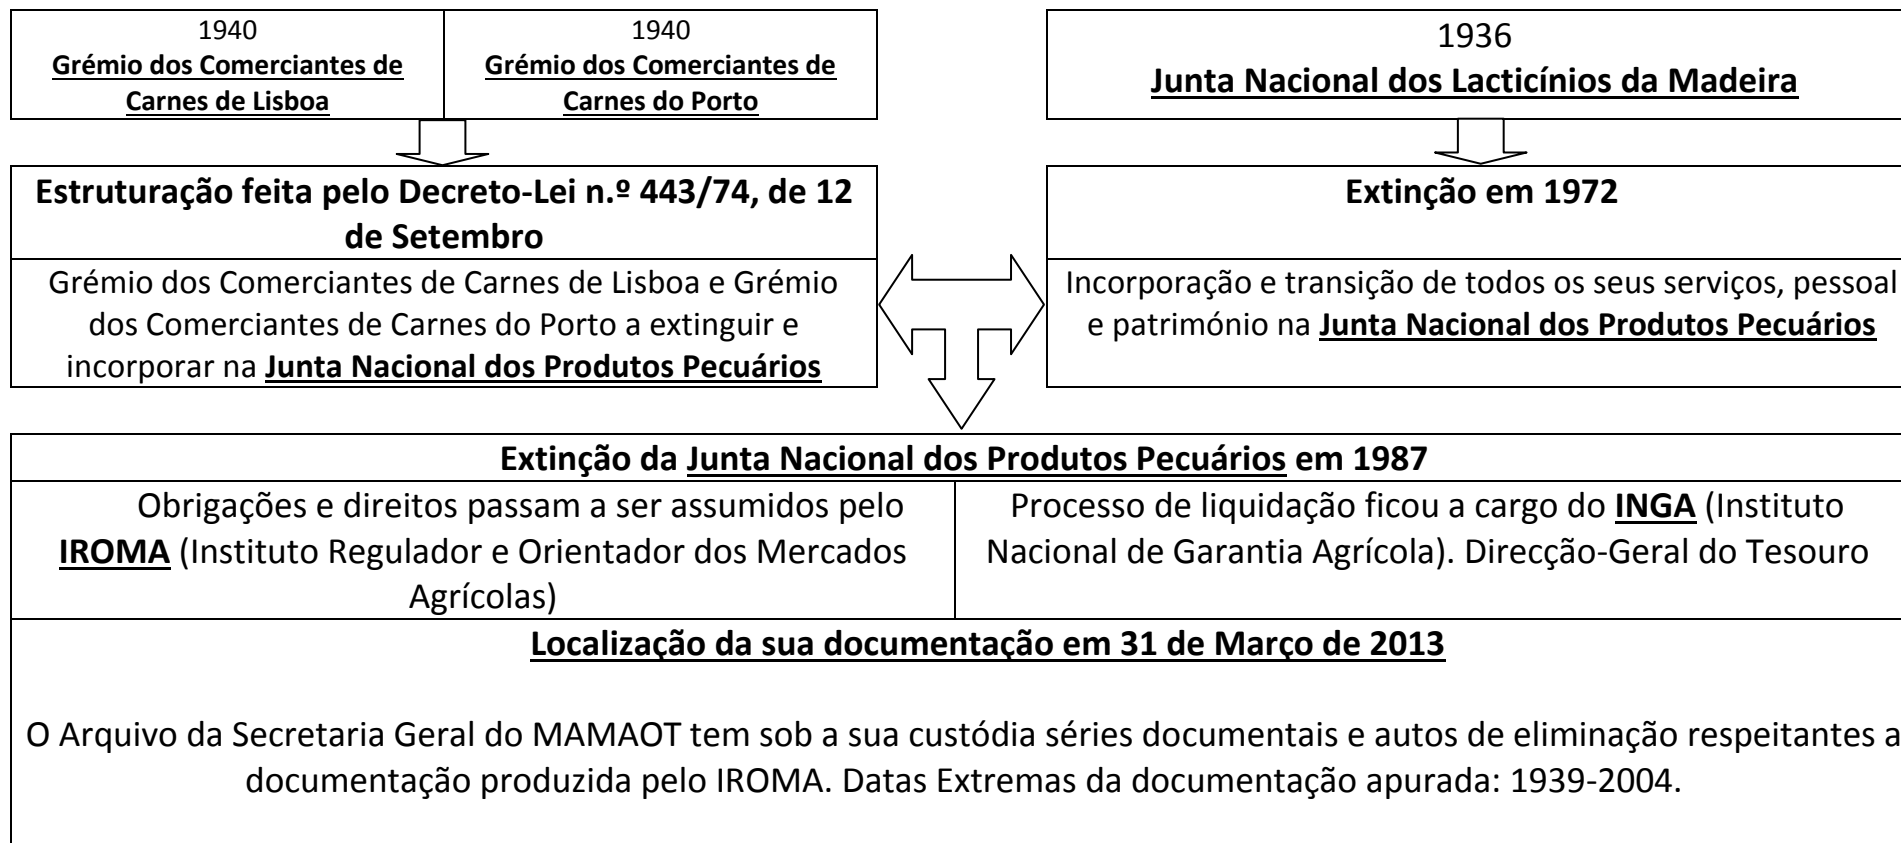 1940
Grémio dos Comerciantes de
Carnes de Lisboa
1940
Grémio dos Comerciantes de
Carnes do Porto
1936
Junta Nacional dos Lacticínios da Madeira
Estruturação feita pelo Decreto-Lei n.º 443/74, de 12
de Setembro
Grémio dos Comerciantes de Carnes de Lisboa e Grémio
dos Comerciantes de Carnes do Porto a extinguir e
incorporar na Junta Nacional dos Produtos Pecuários
Extinção em 1972
Incorporação e transição de todos os seus serviços, pessoal
e património na Junta Nacional dos Produtos Pecuários
Extinção da Junta Nacional dos Produtos Pecuários em 1987
Obrigações e direitos passam a ser assumidos pelo
IROMA (Instituto Regulador e Orientador dos Mercados
Agrícolas)
Processo de liquidação ficou a cargo do INGA (Instituto
Nacional de Garantia Agrícola). Direcção-Geral do Tesouro
Localização da sua documentação em 31 de Março de 2013
O Arquivo da Secretaria Geral do MAMAOT tem sob a sua custódia séries documentais e autos de eliminação respeitantes a
documentação produzida pelo IROMA. Datas Extremas da documentação apurada: 1939-2004.